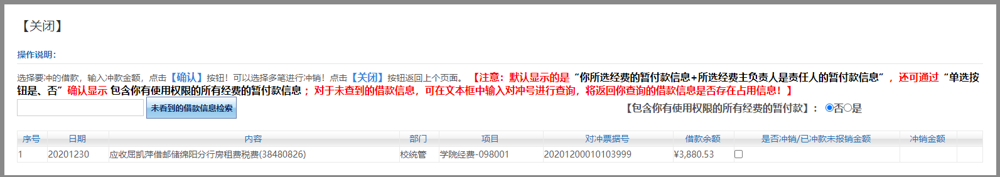 【关闭】
操作说明：
选择要冲的借款，输入冲款金额，点击【确认】按钮！可以选择多笔进行冲销！点击【关闭】按钮返回上个页面。 【注意：默认显示的是“你所选经费的暂付款信息+所选经费主负责人是责任人的暂付款信息”，还可通过“单选按
钮是、否”确认显示 包含你有使用权限的所有经费的暂付款信息；对于未查到的借款信息，可在文本框中输入对冲号进行查询，将返回你查询的借款信息是否存在占用信息！】
未看到的借款信息检索 【包含你有使用权限的所有经费的暂付款】： 否 是
序号 日期 内容 部门 项目 对冲票据号 借款余额 是否冲销/已冲款未报销金额 冲销金额
1 20201230 应收屈凯萍借邮储绵阳分行房租费税费(38480826) 校统管 学院经费-098001 20201200010103999 ¥3,880.53